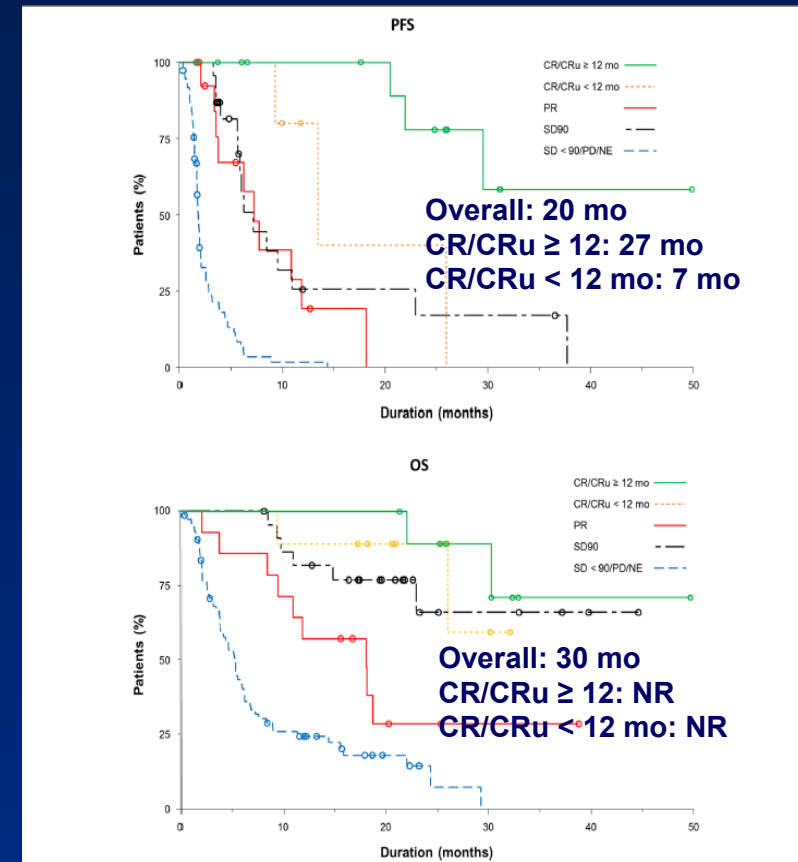 PFS
CR/CRu ≥ 12 mo
CR/CRu < 12 mo
PR
SD90
SD < 90/PD/NE
100
75
50
25
0
Patients (%)
Overall: 20 mo
CR/CRu ≥ 12: 27 mo
CR/CRu < 12 mo: 7 mo
0 10 20 30 40 50
Duration (months)
OS
CR/CRu ≥ 12 mo
CR/CRu < 12 mo
PR
SD90
SD < 90/PD/NE
100
75
50
25
0
Patients (%)
Overall: 30 mo
CR/CRu ≥ 12: NR
CR/CRu < 12 mo: NR
0 10 20 30 40 50
Duration (months)